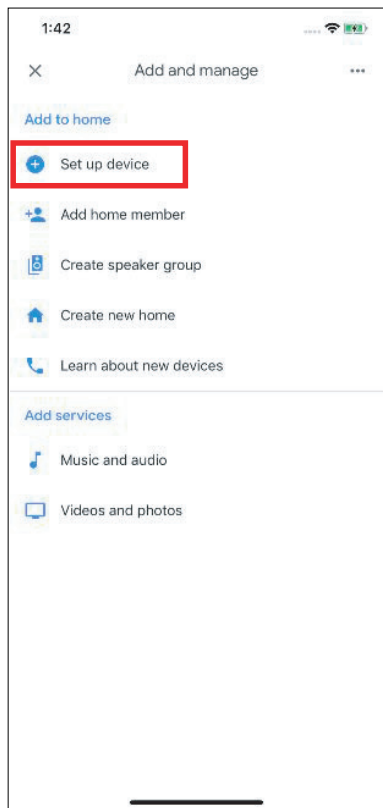 1:42
Add and manage
Add to home
Set up device
Add home member
Create speaker group
Create new home
Learn about new devices
Add services
Music and audio
Videos and photos